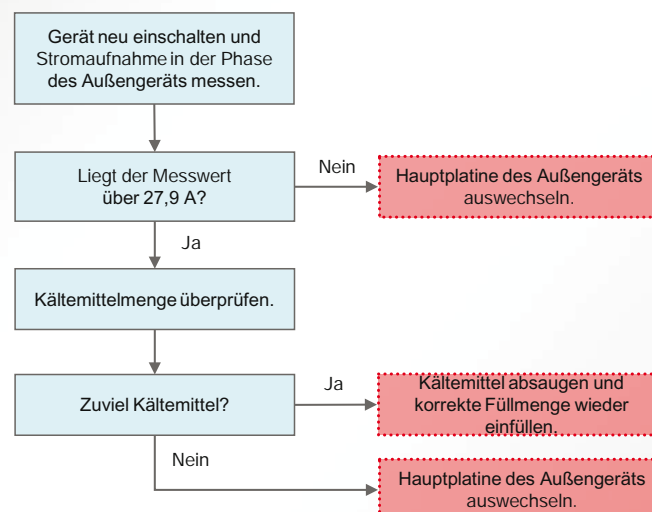 Gerät neu einschalten und
Stromaufnahme in der Phase
des Außengeräts messen.
Liegt der Messwert
über 27,9 A?
Nein
Hauptplatine des Außengeräts
auswechseln.
Ja
Kältemittelmenge überprüfen.
Zuviel Kältemittel?
Ja
Kältemittel absaugen und
korrekte Füllmenge wieder
einfüllen.
Nein
Hauptplatine des Außengeräts
auswechseln.